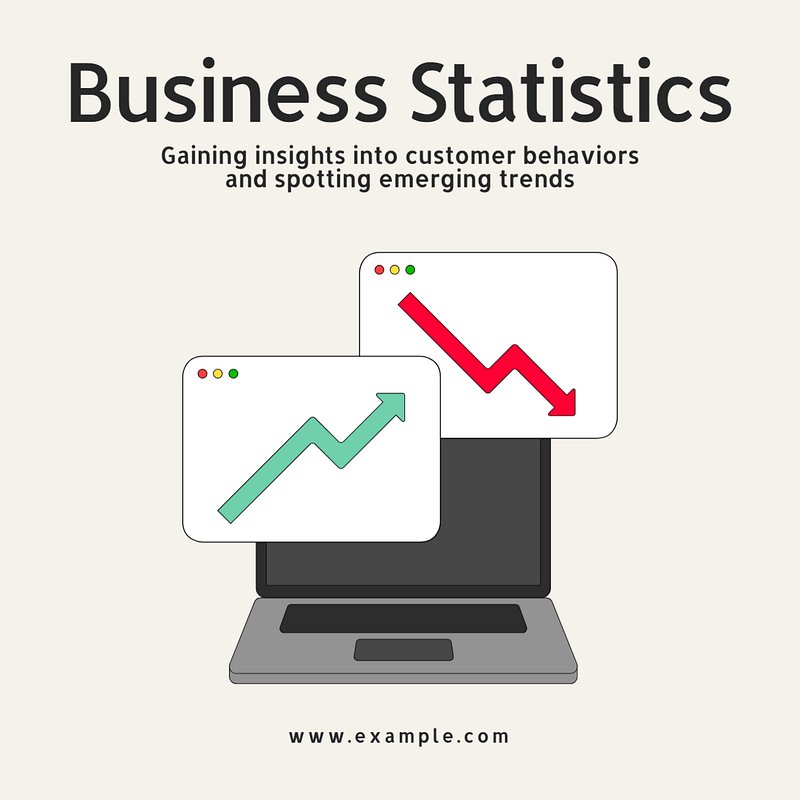 Business Statistics
Gaining insights into customer behaviors
and spotting emerging trends
www.example.com